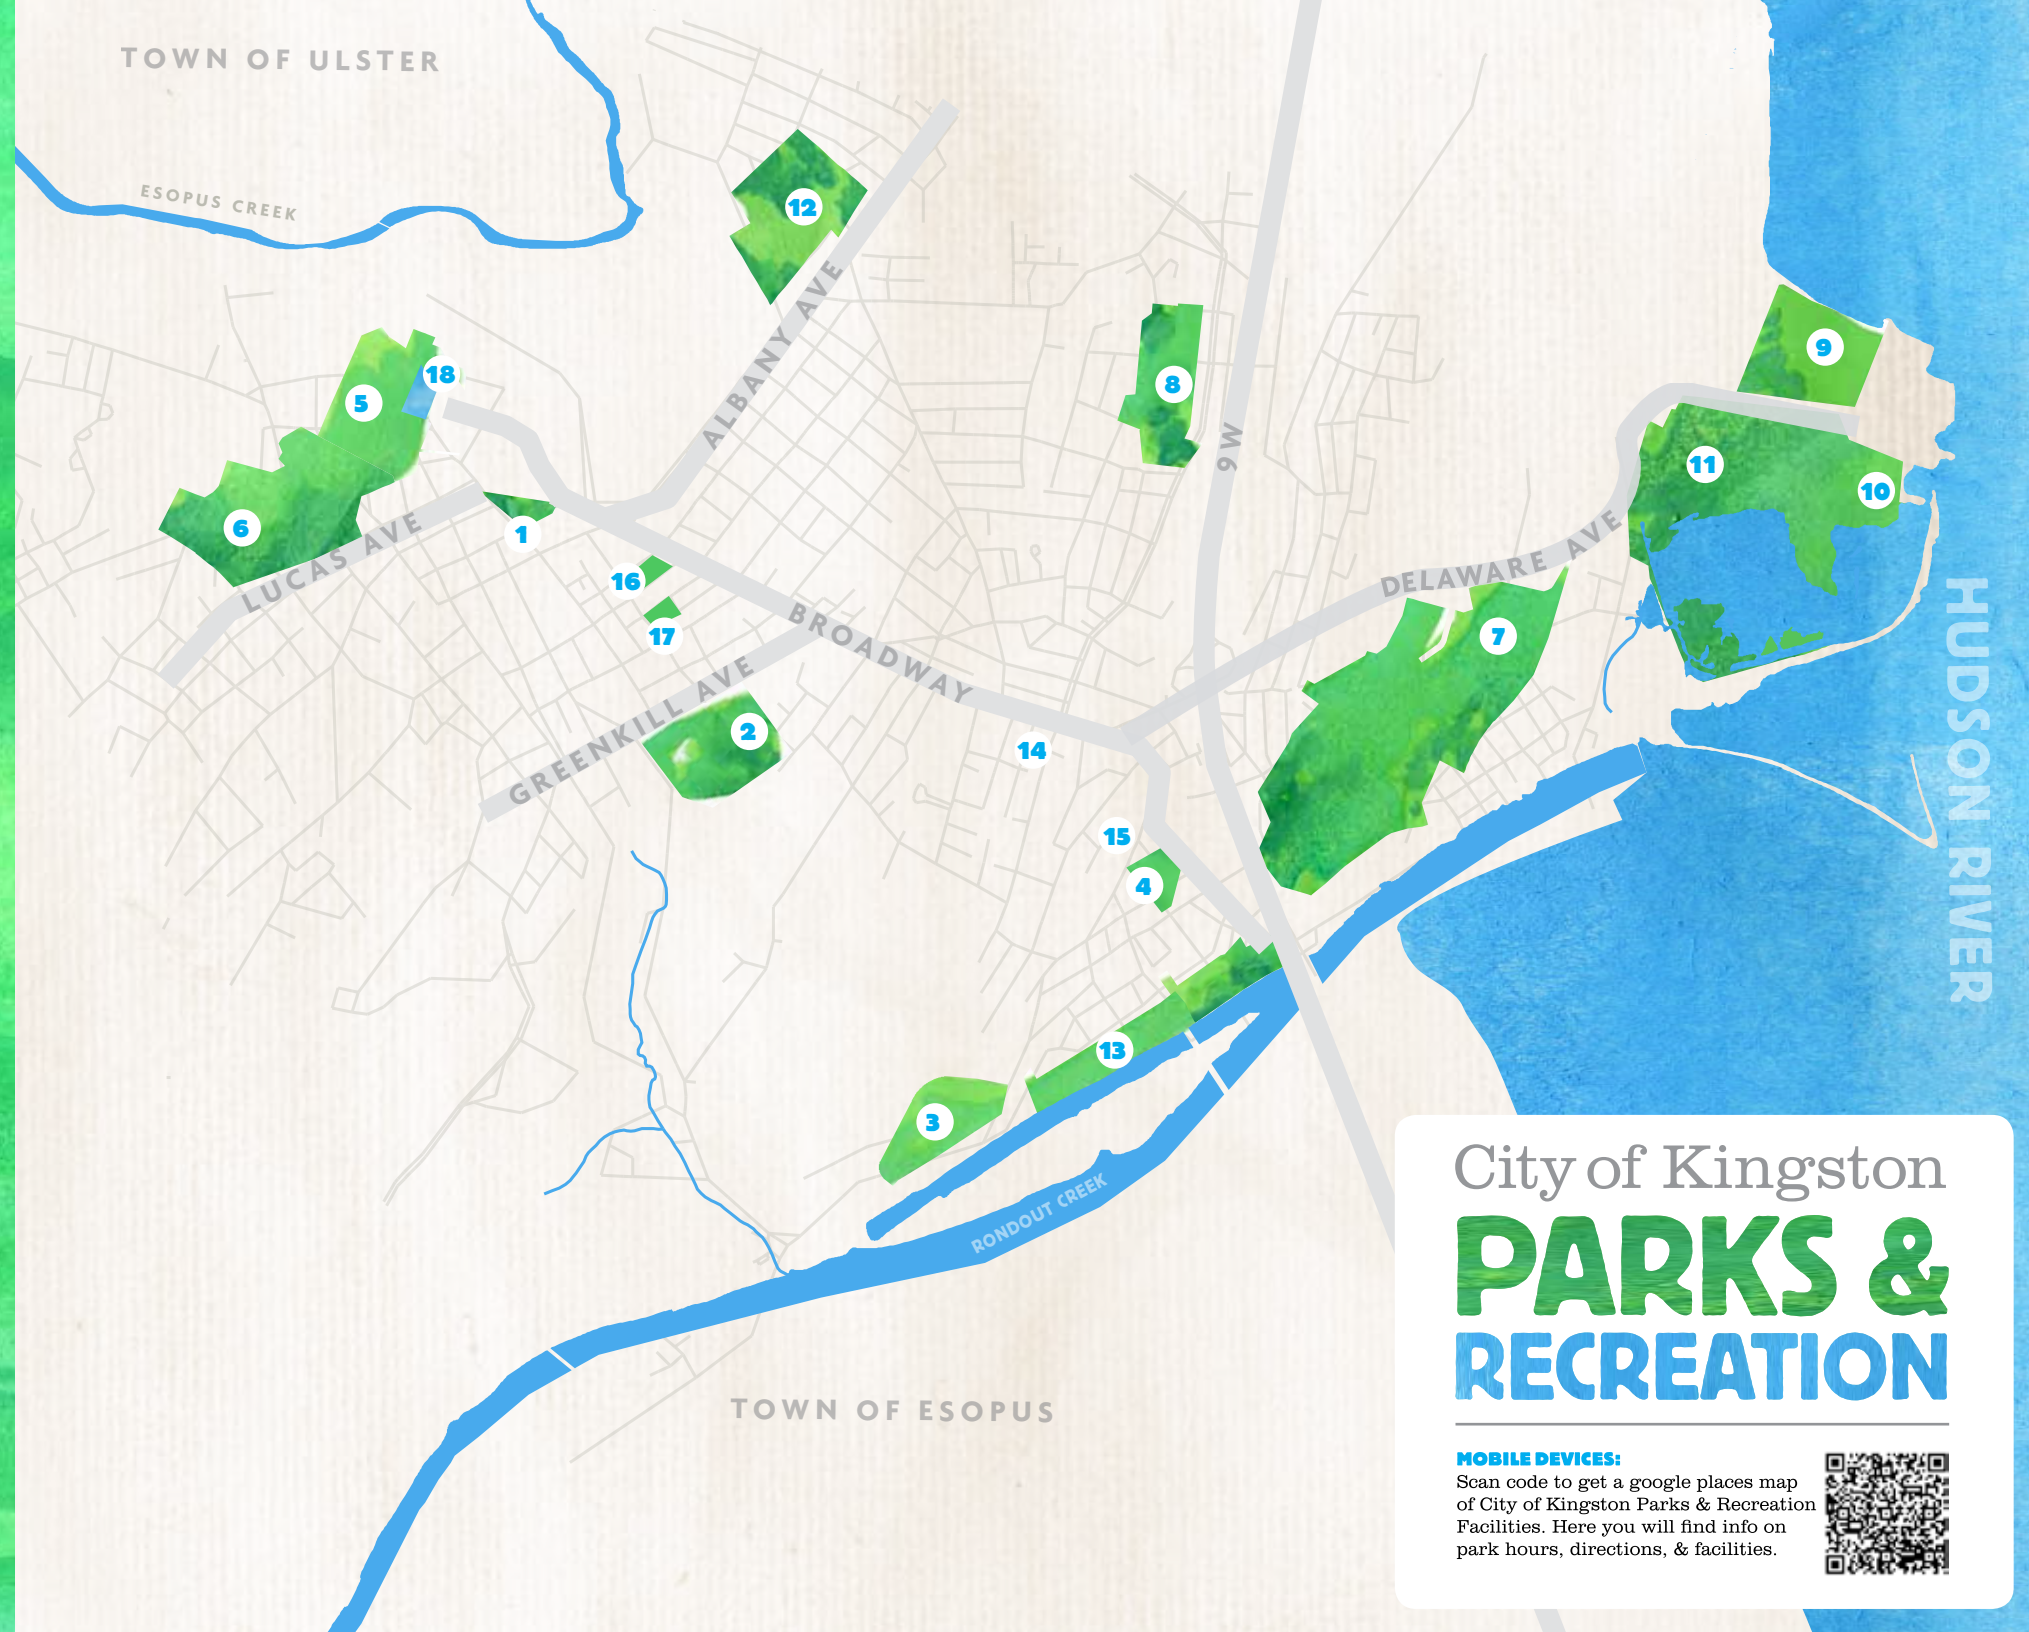 TOWN OF ULSTER
ESOPUS CREEK
12
ALBANY AVE
9W
9
8
18
5
11
10
6
LUCAS AVE
1
16
17
BROADWAY
DELAWARE AVE
7
HUDSON RIVER
GREENKILL AVE
2
14
15
4
13
3
RONDOUT CREEK
TOWN OF ESOPUS
City of Kingston
PARKS &
RECREATION
MOBILE DEVICES:
Scan code to get a google places map
of City of Kingston Parks & Recreation
Facilities. Here you will find info on
park hours, directions, & facilities.